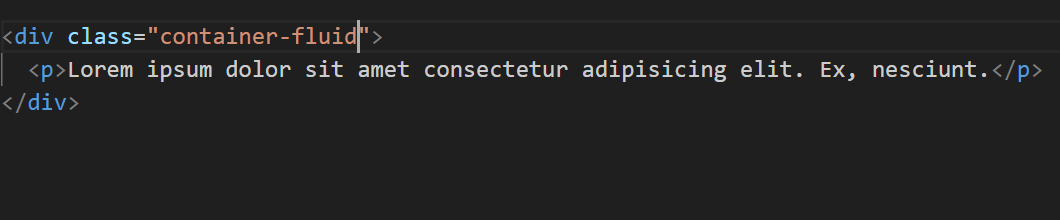 <div class="container-fluid">
<p>Lorem ipsum dolor sit amet consectetur adipisicing elit. Ex, nesciunt.</p>
</div>